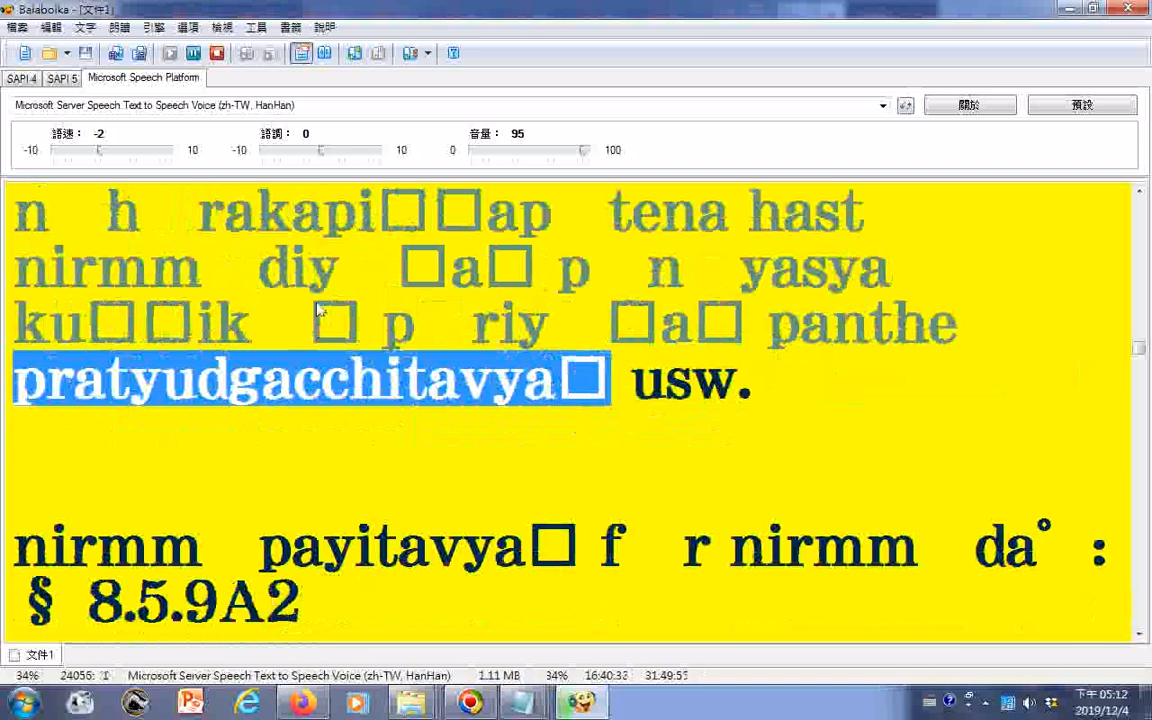 Balabolka - [文件1]
檔案 編輯 文字 朗讀 引擎 選項 檢視 工具 書籤 說明
SAPI 4 SAPI 5 Microsoft Speech Platform
Microsoft Server Speech Text to Speech Voice (zh-TW, HanHan) 關於 預設
語速： -2 語調： 0 音量： 95
-10 10 -10 10 0 100
n h rakapi□□ap tena hast
nirmm diy □a□ p n yasya
ku□□ik □ p riy □a□ panthe
pratyudgacchitavya□ usw.
nirmm payitavya□ f r nirmm da° :
§ 8.5.9A2
文件1
34% Microsoft Server Speech Text to Speech Voice (zh-TW, HanHan) 1.11 MB 34% 16:40:33 31:49:55
下午 05:12
2019/12/4